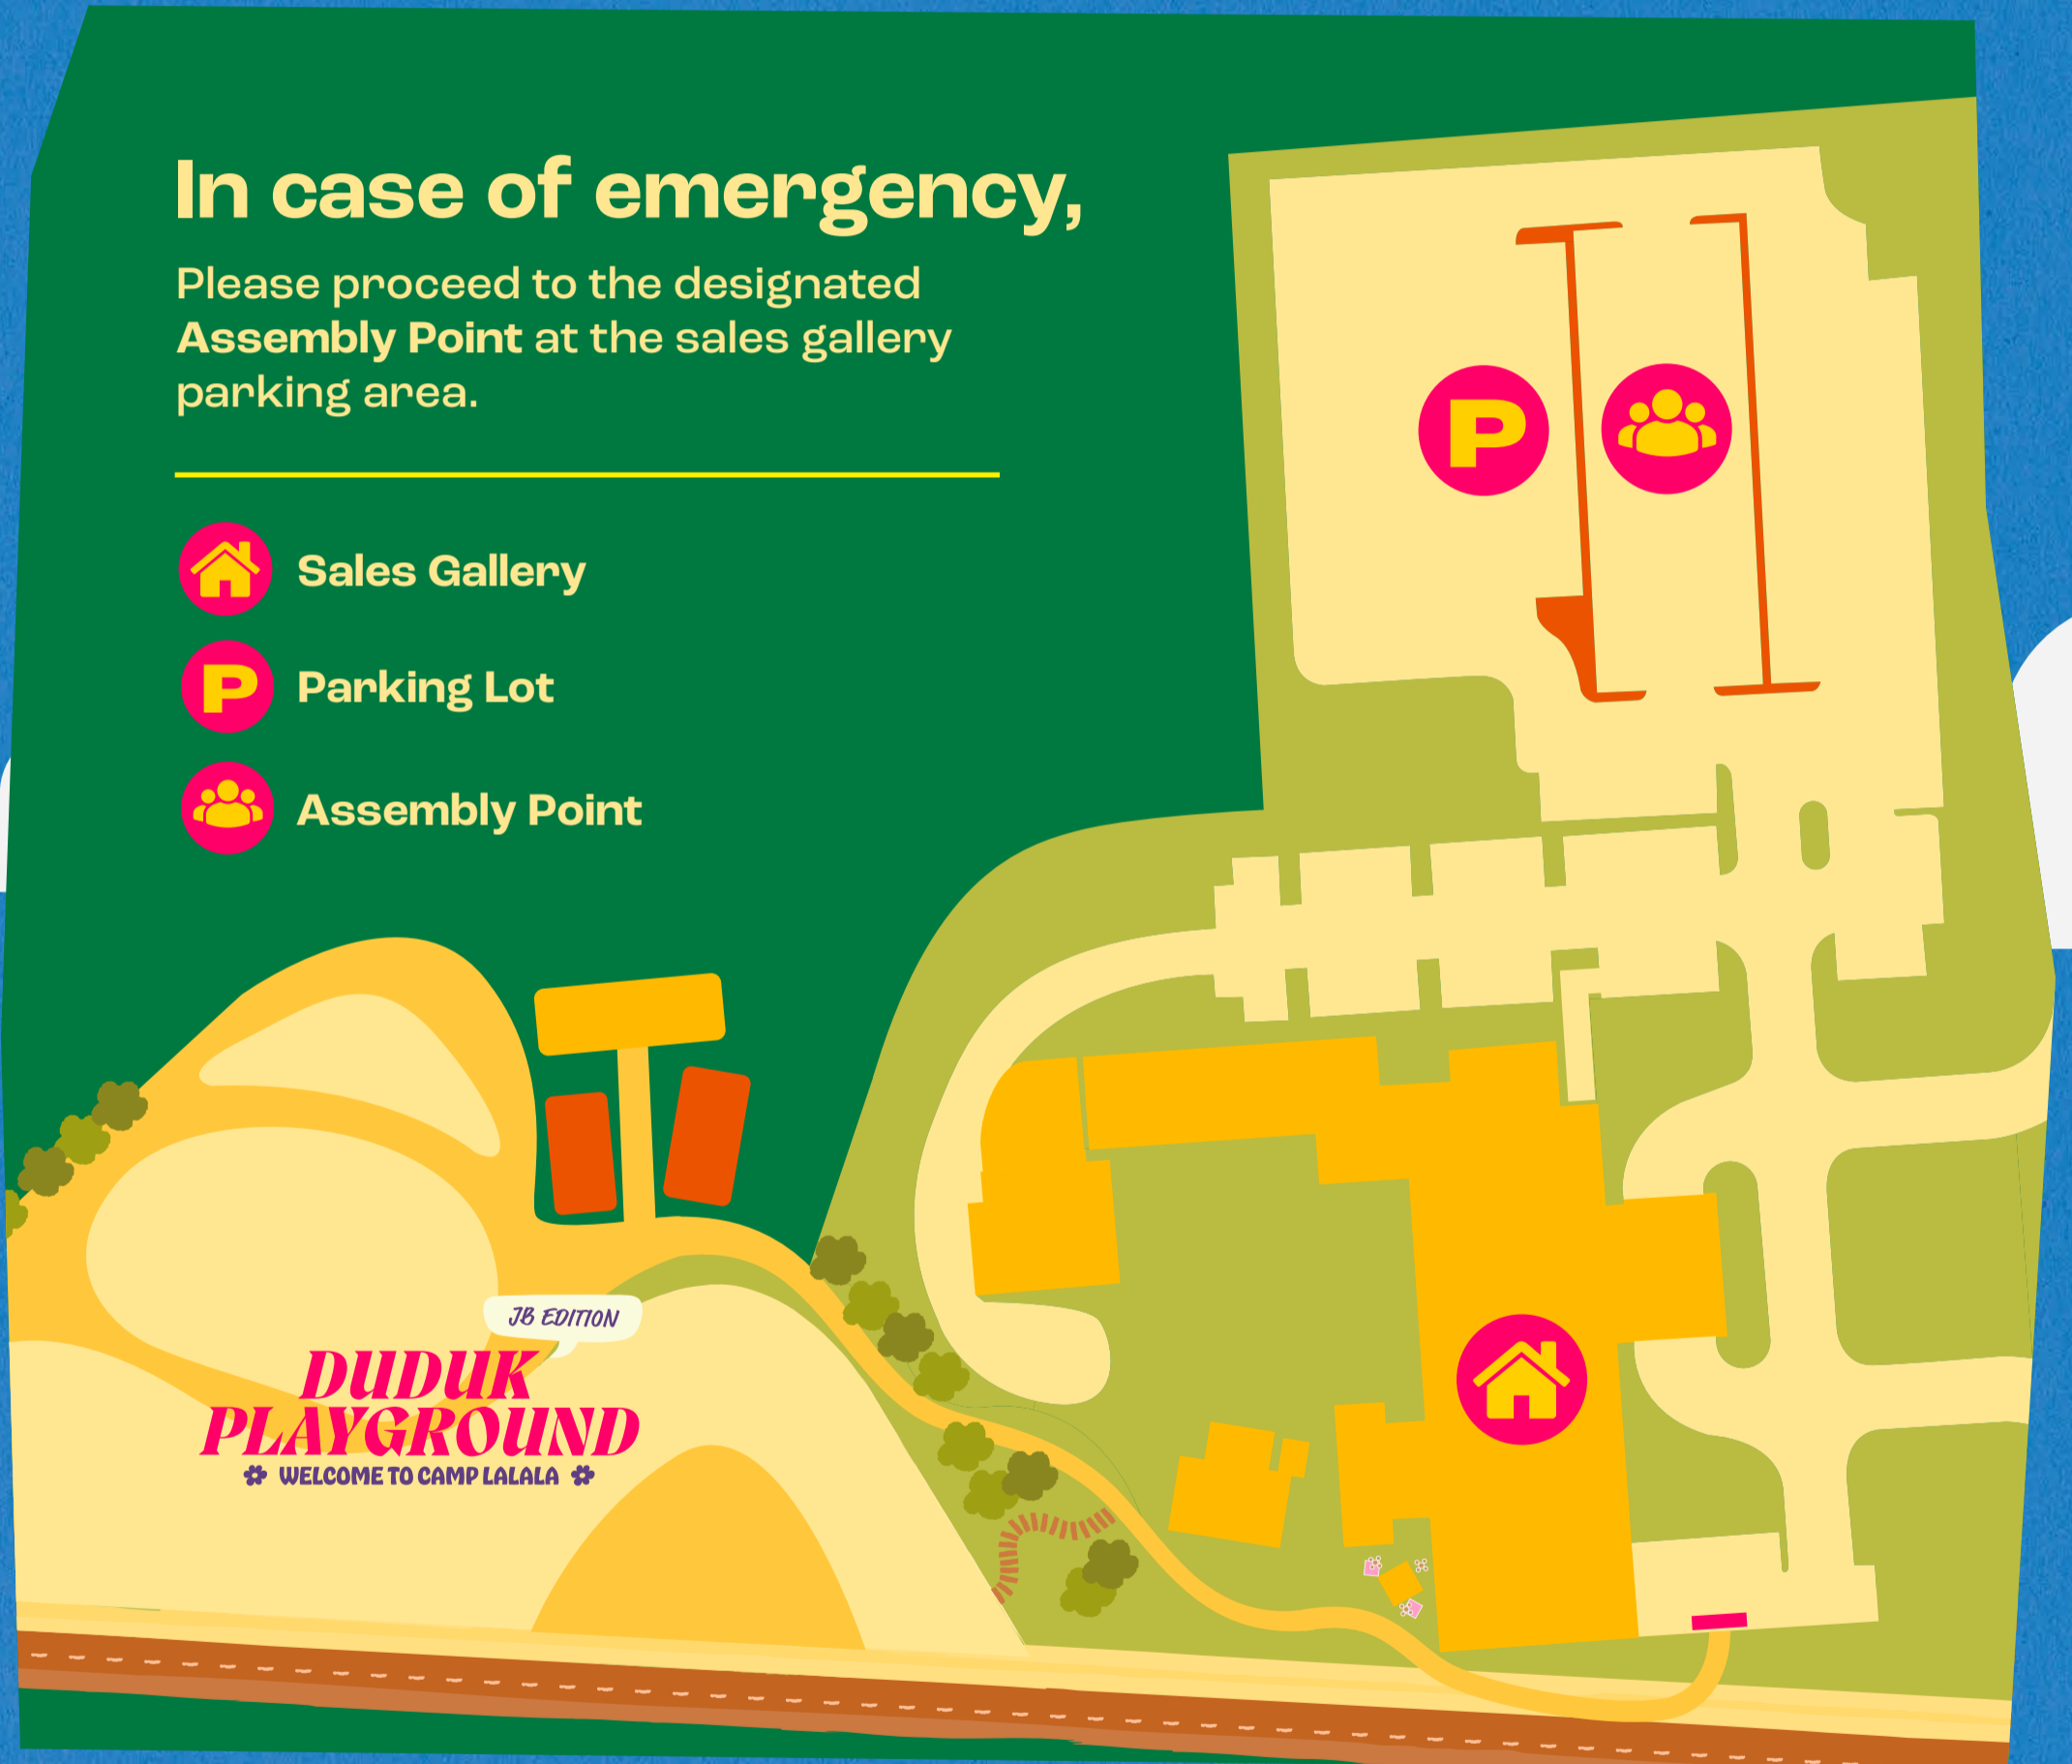 In case of emergency,
Please proceed to the designated
Assembly Point at the sales gallery
parking area.
Sales Gallery
Parking Lot
Assembly Point
P
P
JB EDITION
DUDUK
PLAYGROUND
WELCOME TO CAMP LALALA